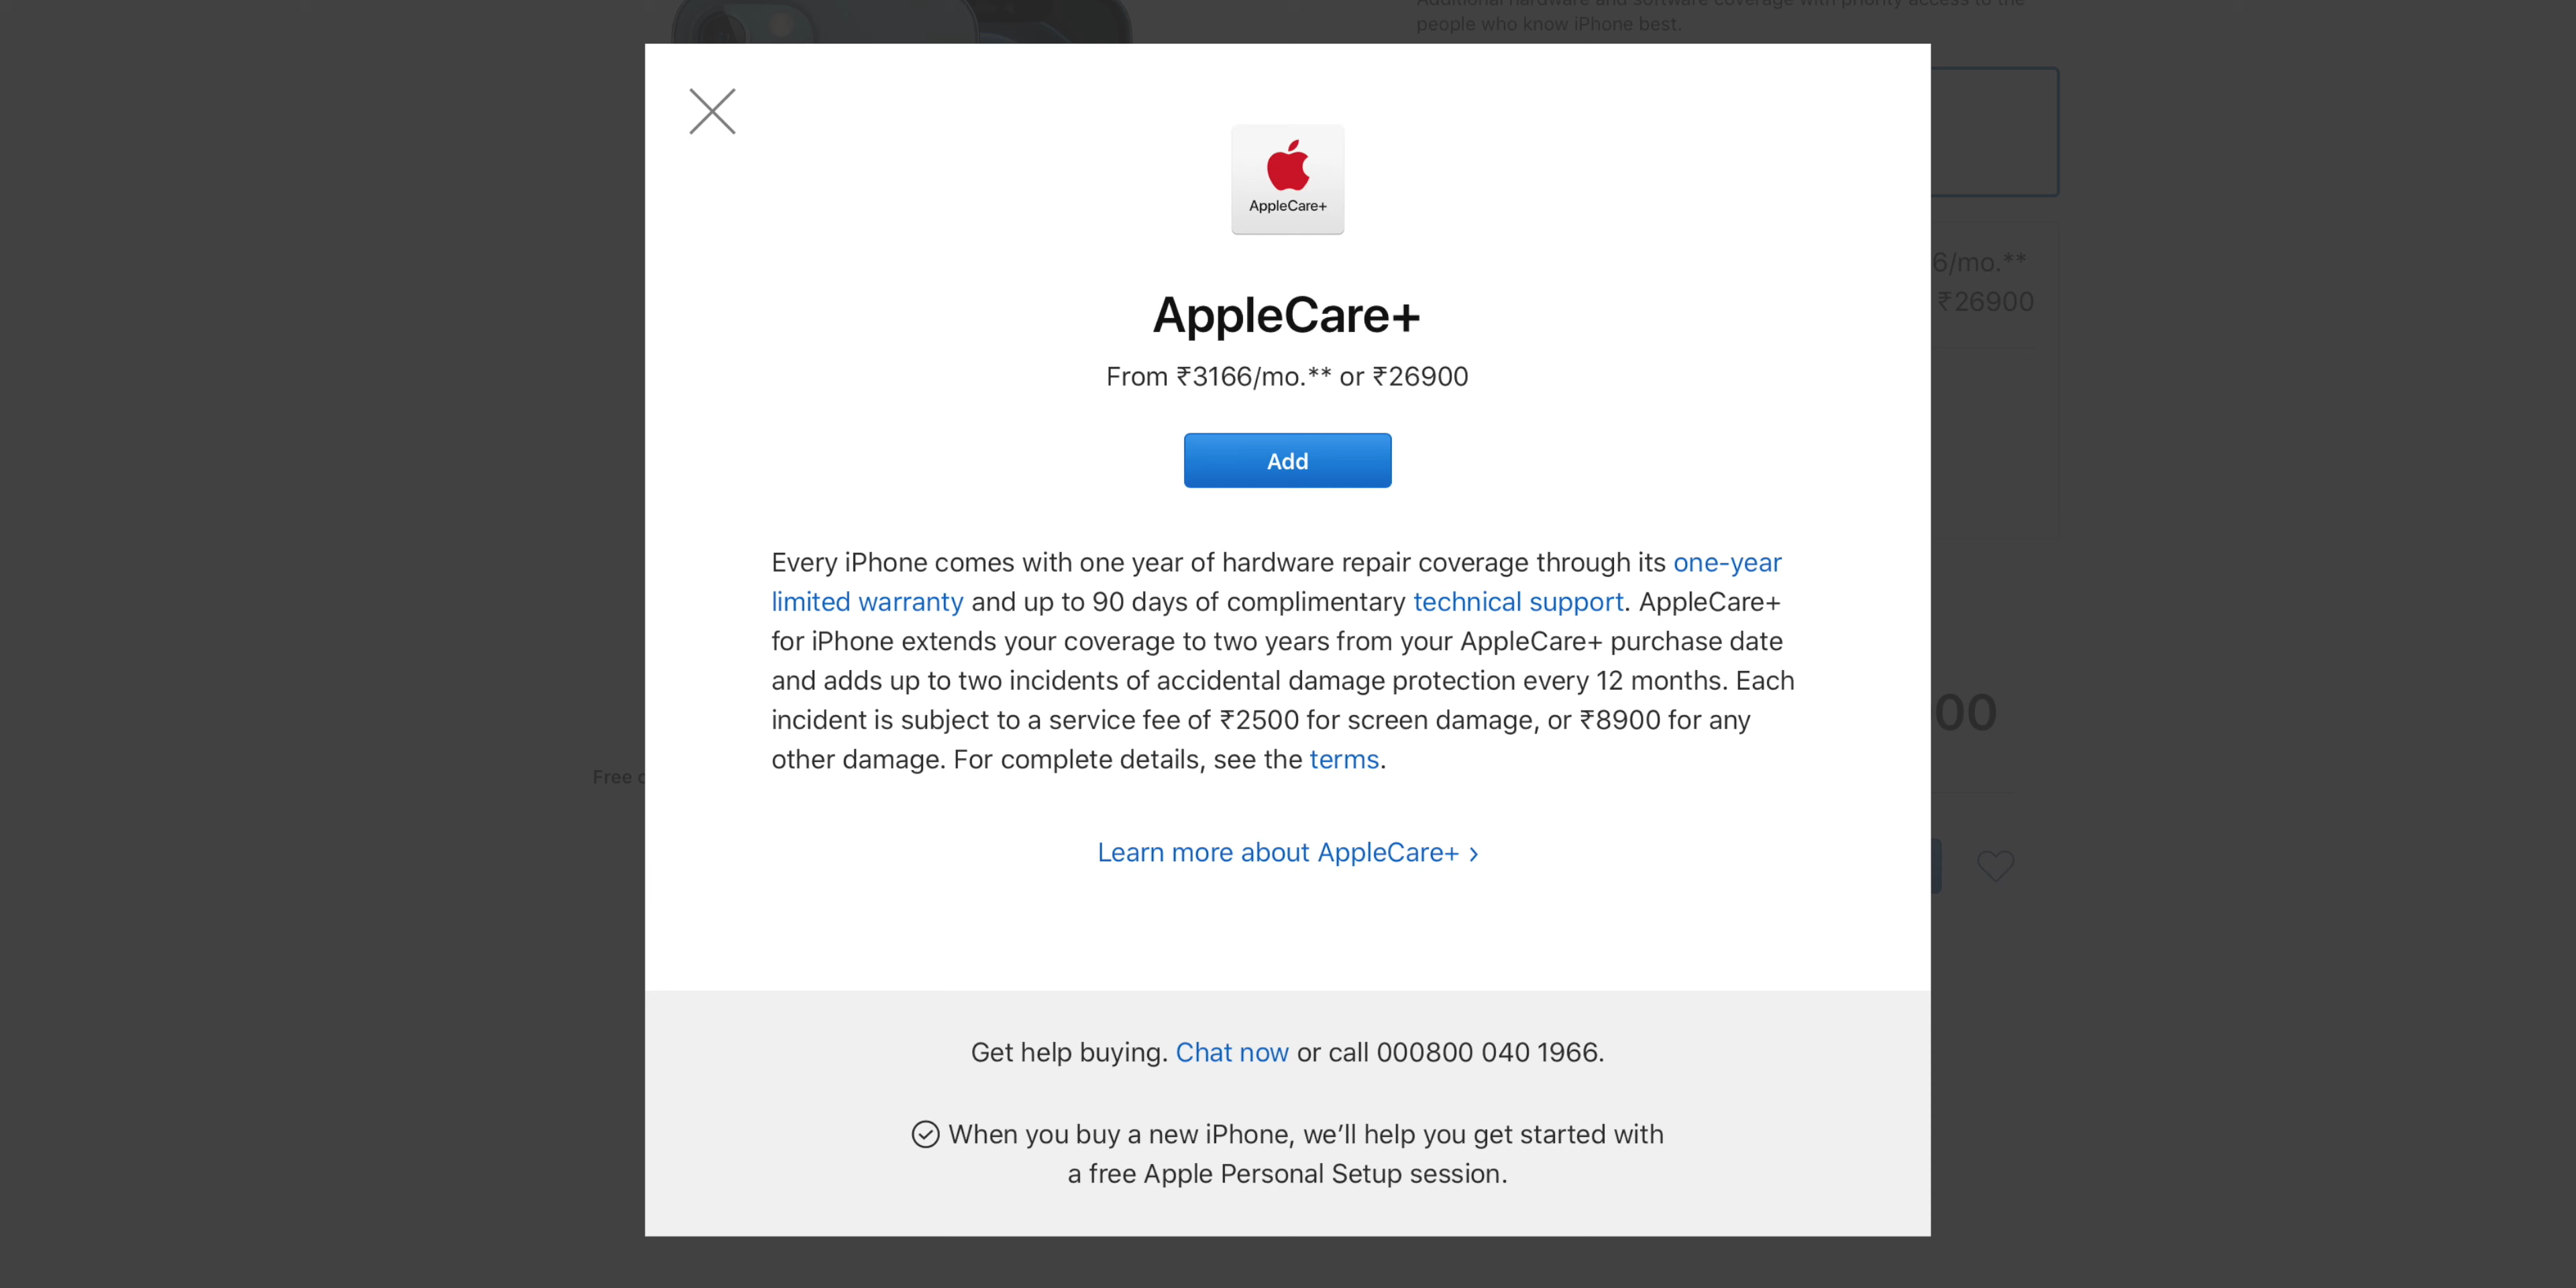 people who know iPhone best.
AppleCare+
6/mo.**
₹26900
AppleCare+
From ₹3166/mo.** or ₹26900
Add
Every iPhone comes with one year of hardware repair coverage through its one-year
limited warranty and up to 90 days of complimentary technical support. AppleCare+
for iPhone extends your coverage to two years from your AppleCare+ purchase date
and adds up to two incidents of accidental damage protection every 12 months. Each
incident is subject to a service fee of ₹2500 for screen damage, or ₹8900 for any
other damage. For complete details, see the terms.
00
Free
Learn more about AppleCare+ ›
Get help buying. Chat now or call 000800 040 1966.
When you buy a new iPhone, we’ll help you get started with
a free Apple Personal Setup session.